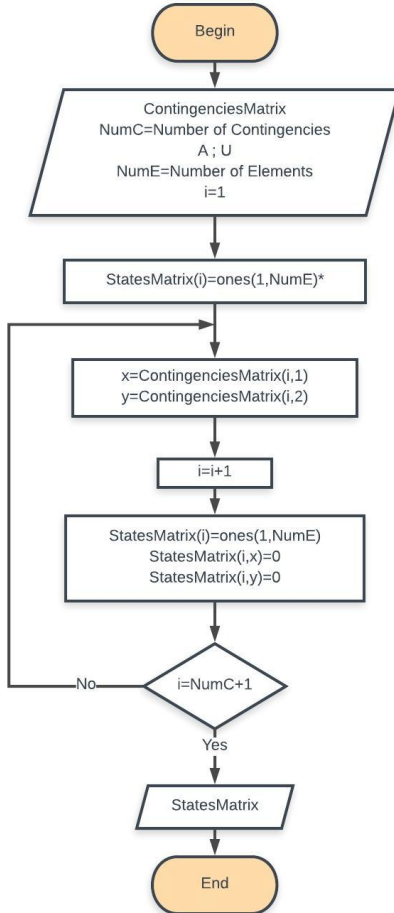 Begin
ContingenciesMatrix
NumC=Number of Contingencies
A ; U
NumE=Number of Elements
i=1
StatesMatrix(i)=ones(1,NumE)*
x=ContingenciesMatrix(i,1)
y=ContingenciesMatrix(i,2)
i=i+1
StatesMatrix(i)=ones(1,NumE)
StatesMatrix(i,x)=0
StatesMatrix(i,y)=0
No
i=NumC+1
Yes
StatesMatrix
End